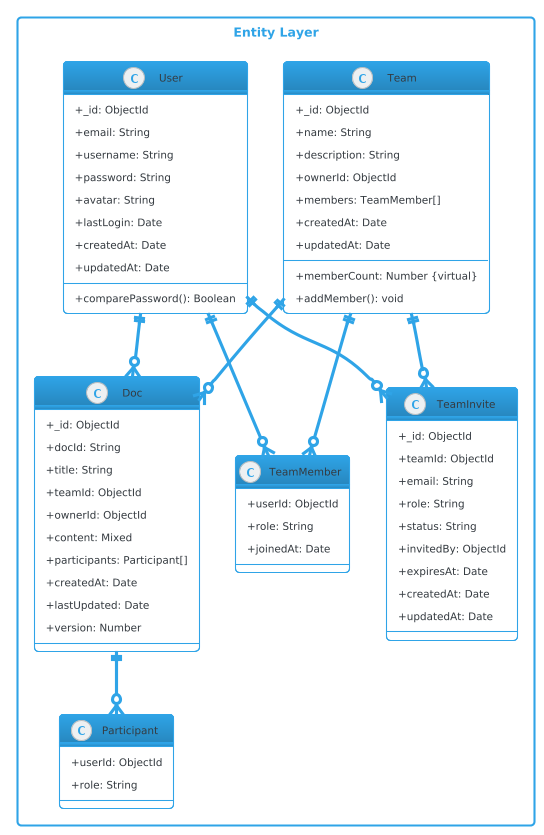 Entity Layer
C User
+_id: ObjectId
+email: String
+username: String
+password: String
+avatar: String
+lastLogin: Date
+createdAt: Date
+updatedAt: Date
+comparePassword(): Boolean
C Team
+_id: ObjectId
+name: String
+description: String
+ownerId: ObjectId
+members: TeamMember[]
+createdAt: Date
+updatedAt: Date
+memberCount: Number {virtual}
+addMember(): void
C Doc
+_id: ObjectId
+docId: String
+title: String
+teamId: ObjectId
+ownerId: ObjectId
+content: Mixed
+participants: Participant[]
+createdAt: Date
+lastUpdated: Date
+version: Number
C TeamMember
+userId: ObjectId
+role: String
+joinedAt: Date
C TeamInvite
+_id: ObjectId
+teamId: ObjectId
+email: String
+role: String
+status: String
+invitedBy: ObjectId
+expiresAt: Date
+createdAt: Date
+updatedAt: Date
C Participant
+userId: ObjectId
+role: String